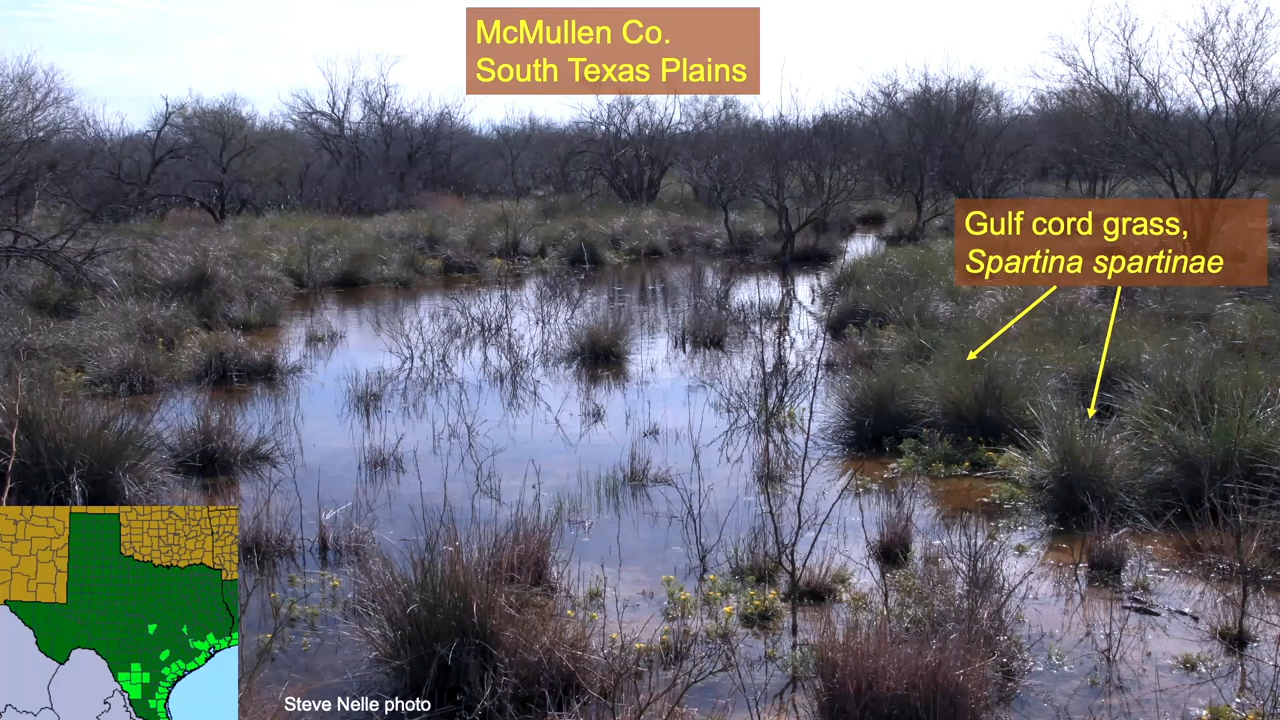 McMullen Co.
South Texas Plains
Gulf cord grass,
Spartina spartinae
Steve Nelle photo